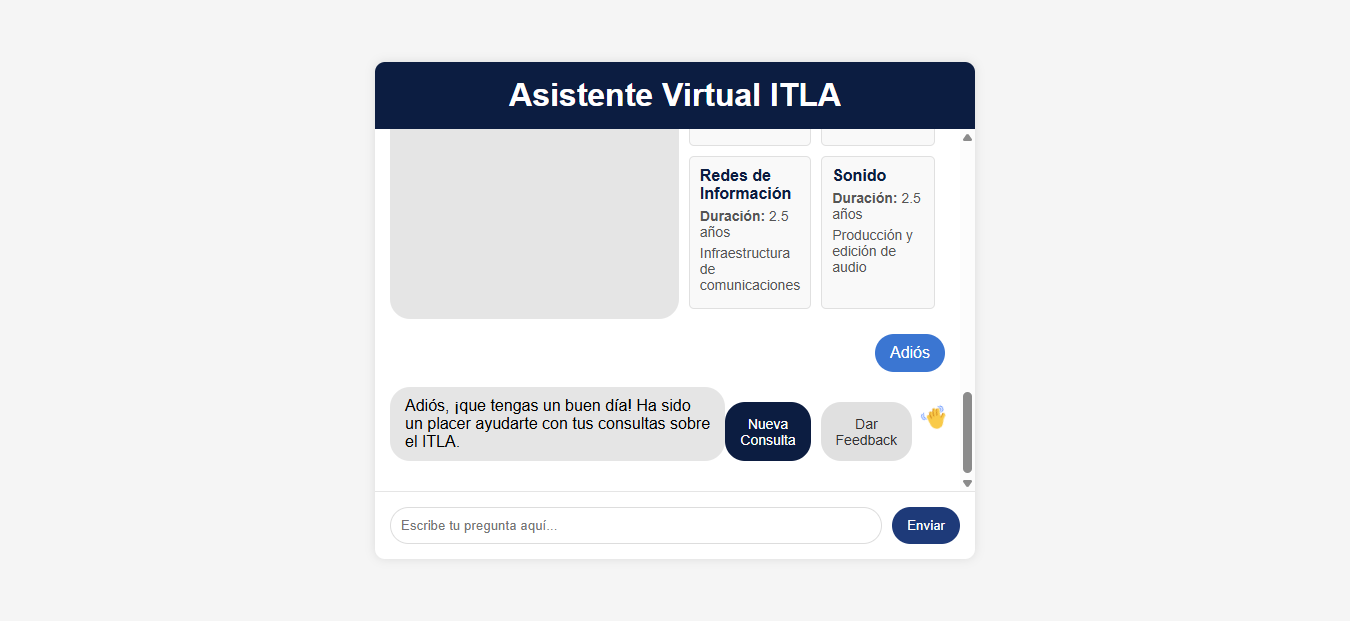 Asistente Virtual ITLA
Redes de
Información
Duración: 2.5
años
Infraestructura
de
comunicaciones
Sonido
Duración: 2.5
años
Producción y
edición de
audio
Adiós
Adiós, ¡que tengas un buen día! Ha sido
un placer ayudarte con tus consultas sobre
el ITLA.
Nueva
Consulta
Dar
Feedback
Escribe tu pregunta aquí...
Enviar